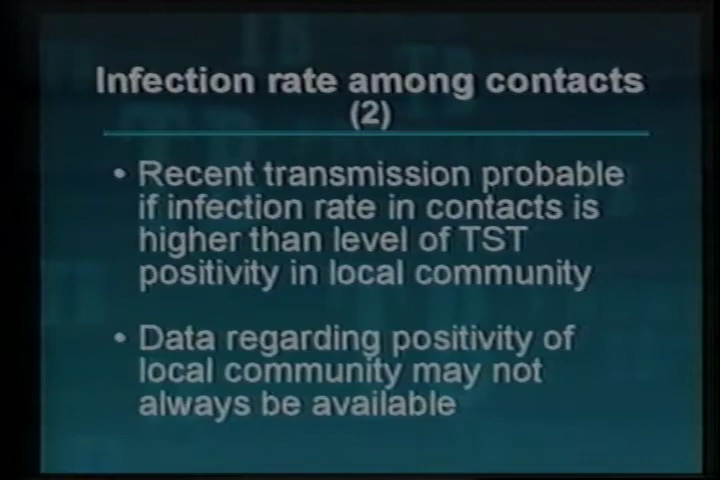 Infection rate among contacts
(2)
• Recent transmission probable
if infection rate in contacts is
higher than level of TST
positivity in local community
• Data regarding positivity of
local community may not
always be available